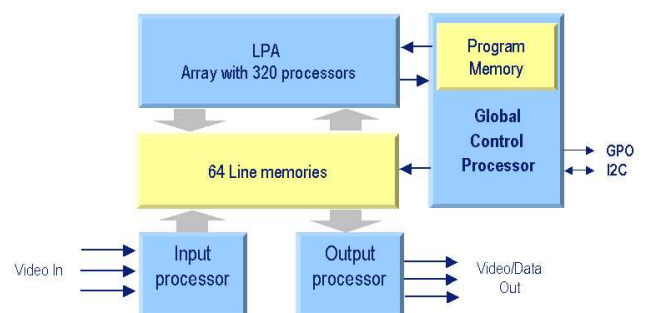 LPA
Array with 320 processors
Program
Memory
Global
Control
Processor
GPO
I2C
64 Line memories
Video In
Input
processor
Output
processor
Video/Data
Out